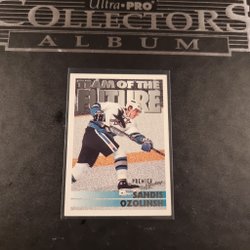 Ultra·PRO
COLLECTORS
ALBUM
TEAM OF THE
FUTURE
PREMIER
SANDIS
OZOLINSH